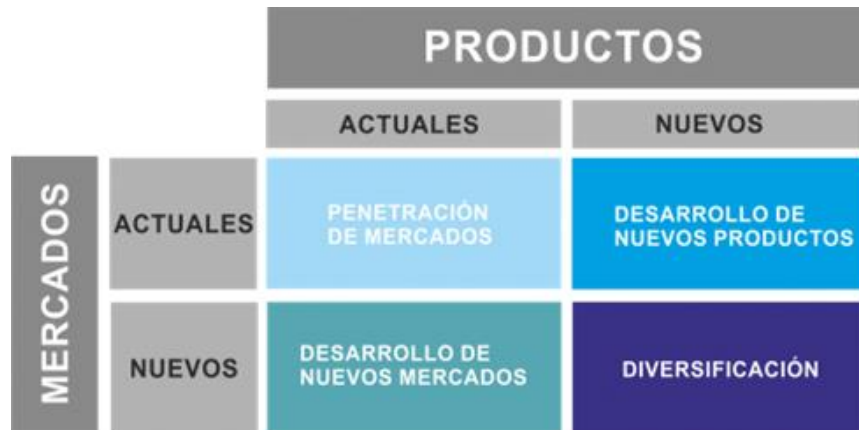 PRODUCTOS
ACTUALES
NUEVOS
MERCADOS
ACTUALES
PENETRACIÓN
DE MERCADOS
DESARROLLO DE
NUEVOS PRODUCTOS
NUEVOS
DESARROLLO DE
NUEVOS MERCADOS
DIVERSIFICACIÓN